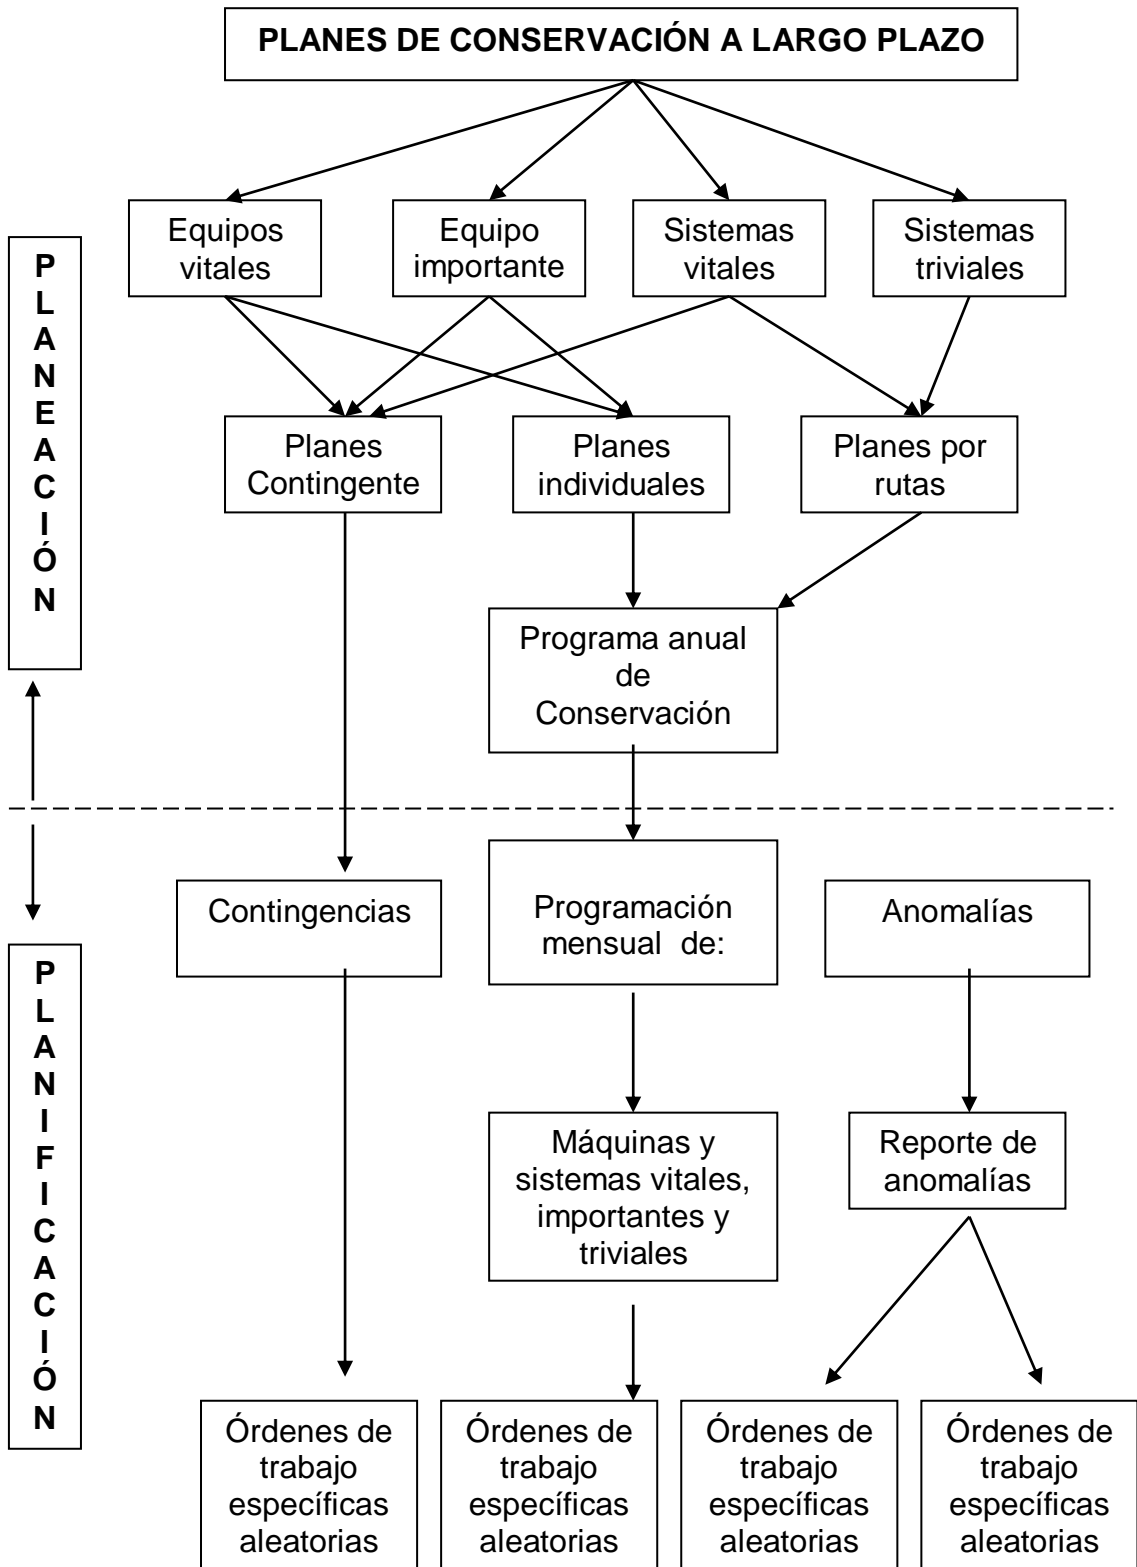 PLANES DE CONSERVACIÓN A LARGO PLAZO
Equipos
vitales
Equipo
importante
Sistemas
vitales
Sistemas
triviales
P
L
A
N
E
A
C
I
Ó
N
Planes
Contingente
Planes
individuales
Planes por
rutas
Programa anual
de
Conservación
Contingencias
Programación
mensual de:
Anomalías
P
L
A
N
I
F
I
C
A
C
I
Ó
N
Máquinas y
sistemas vitales,
importantes y
triviales
Reporte de
anomalías
Órdenes de
trabajo
específicas
aleatorias
Órdenes de
trabajo
específicas
aleatorias
Órdenes de
trabajo
específicas
aleatorias
Órdenes de
trabajo
específicas
aleatorias